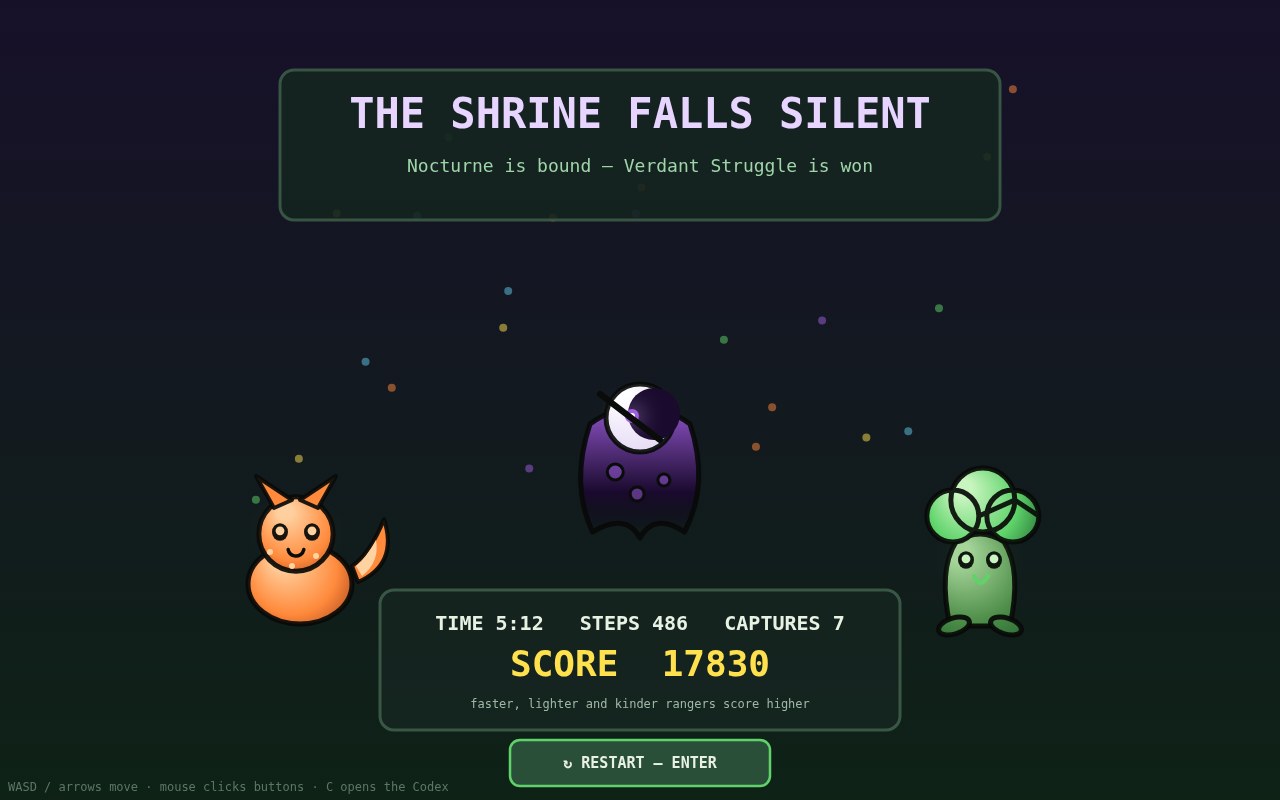 THE SHRINE FALLS SILENT
Nocturne is bound — Verdant Struggle is won
TIME 5:12 STEPS 486 CAPTURES 7
SCORE 17830
faster, lighter and kinder rangers score higher
↻ RESTART — ENTER
WASD / arrows move · mouse clicks buttons · C opens the Codex